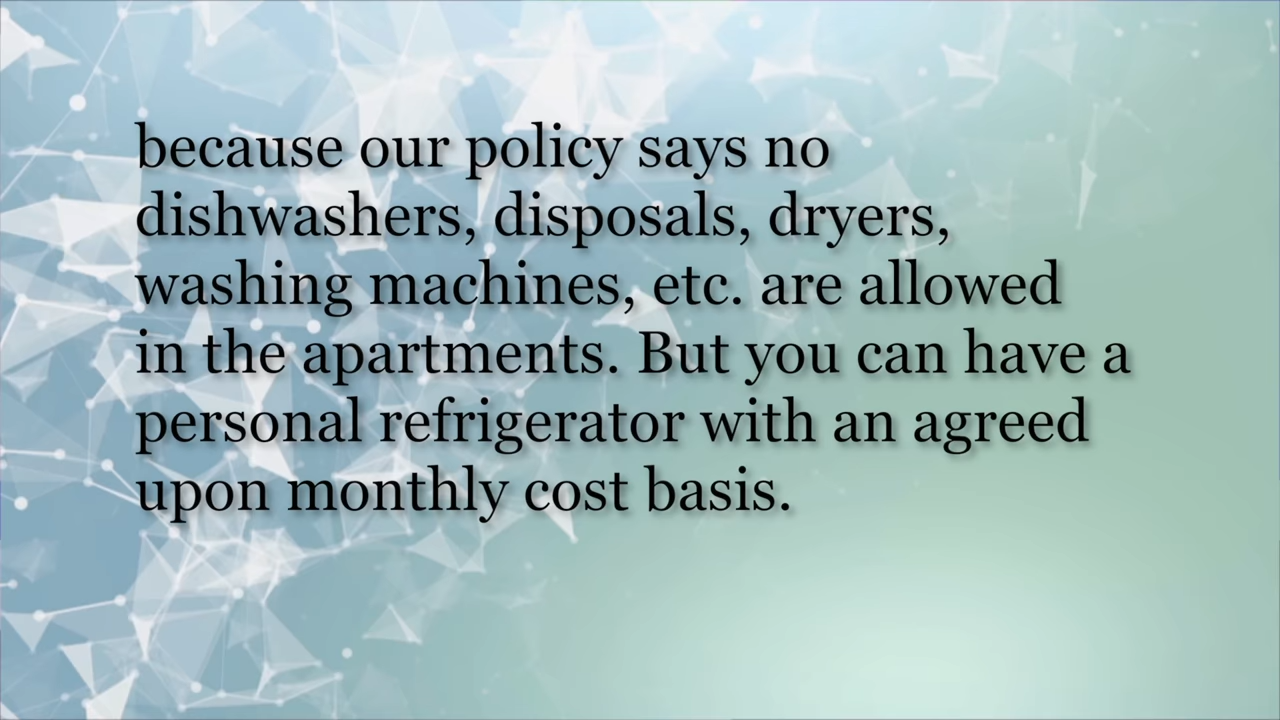 because our policy says no
dishwashers, disposals, dryers,
washing machines, etc. are allowed
in the apartments. But you can have a
personal refrigerator with an agreed
upon monthly cost basis.